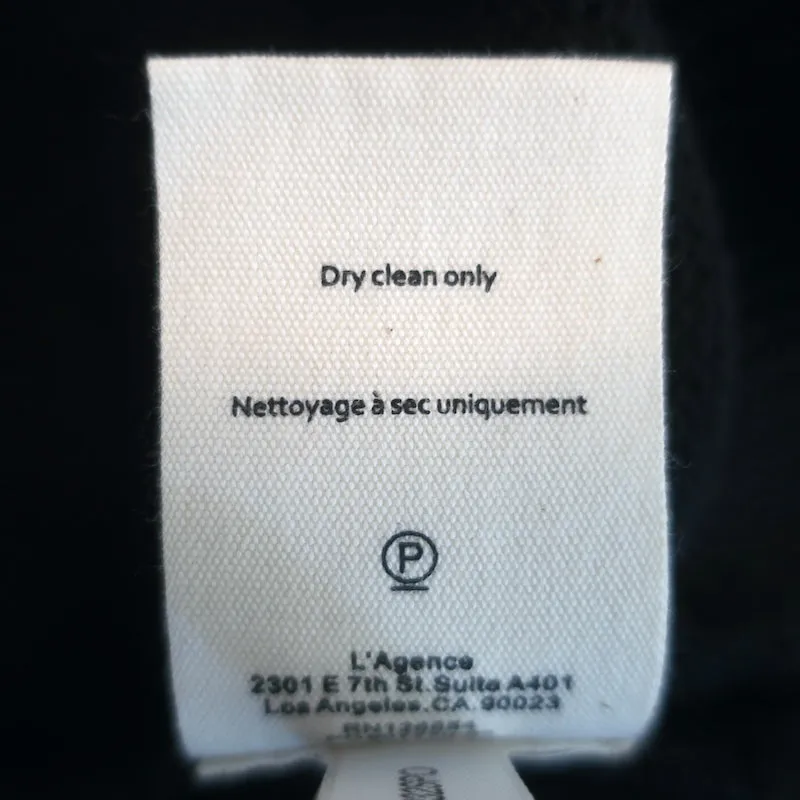 Dry clean only
Nettoyage à sec uniquement
P
L'Agence
2301 E 7th St.Suite A401
Los Angeles.CA.90023